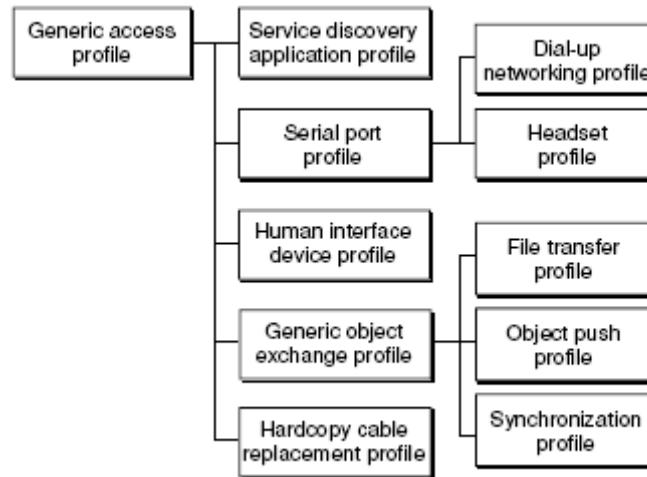 Generic access
profile
Service discovery
application profile
Serial port
profile
Human interface
device profile
Generic object
exchange profile
Hardcopy cable
replacement profile
Dial-up
networking profile
Headset
profile
File transfer
profile
Object push
profile
Synchronization
profile